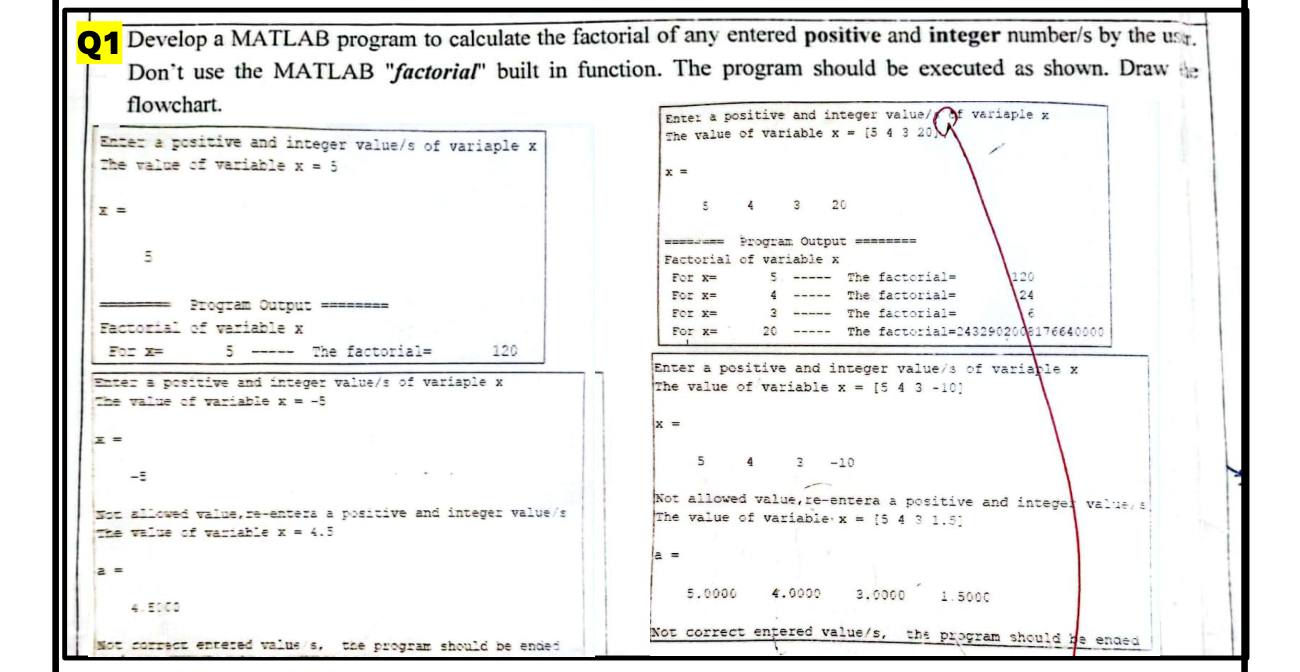 Q1 Develop a MATLAB program to calculate the factorial of any entered positive and integer number/s by the user.
Don't use the MATLAB "factorial" built in function. The program should be executed as shown. Draw the
flowchart.
Enter a positive and integer value/s of variaple x
The value of variable x = 5
x =
5
======== Program Output ========
Factorial of variable x
For x= 5 ----- The factorial= 120
Enter a positive and integer value/s of variaple x
The value of variable x = -5
x =
-5
Not allowed value,re-entera a positive and integer value/s
The value of variable x = 4.5
a =
4.5000
Not correct entered value/s, the program should be ended
Enter a positive and integer value/s of variaple x
The value of variable x = [5 4 3 20]
x =
5 4 3 20
======== Program Output ========
Factorial of variable x
For x= 5 ----- The factorial= 120
For x= 4 ----- The factorial= 24
For x= 3 ----- The factorial= 6
For x= 20 ----- The factorial=2432902008176640000
Enter a positive and integer value/s of variaple x
The value of variable x = [5 4 3 -10]
x =
5 4 3 -10
Not allowed value,re-entera a positive and integer value/s
The value of variable x = [5 4 3 1.5]
a =
5.0000 4.0000 3.0000 1.5000
Not correct entered value/s, the program should be ended